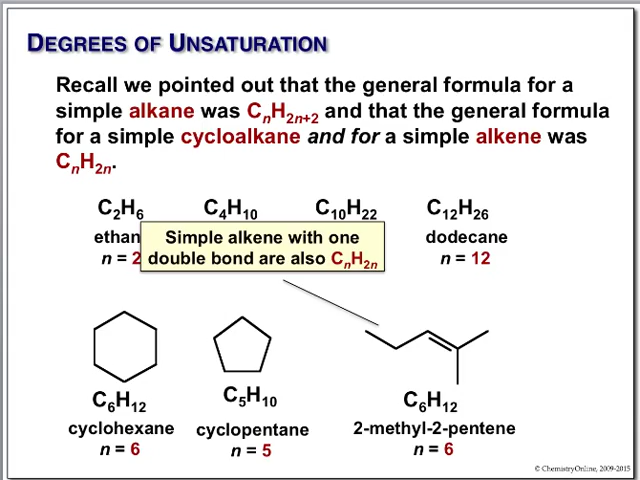 DEGREES OF UNSATURATION
Recall we pointed out that the general formula for a
simple alkane was CnH2n+2 and that the general formula
for a simple cycloalkane and for a simple alkene was
CnH2n.
C2H6 C4H10 C10H22 C12H26
ethan dodecane
n = 2 n = 12
Simple alkene with one
double bond are also CnH2n
C6H12 C5H10 C6H12
cyclohexane cyclopentane 2-methyl-2-pentene
n = 6 n = 5 n = 6
© ChemistryOnline, 2009-2015